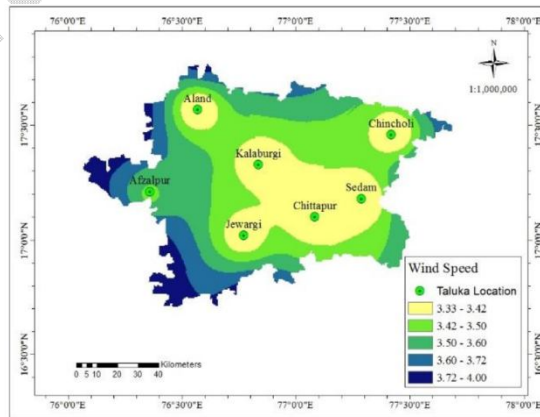 76°0'0"E 76°30'0"E 77°0'0"E 77°30'0"E 78°0'0"E
N
1:1,000,000
17°30'0"N 17°30'0"N
17°0'0"N 17°0'0"N
16°30'0"N 16°30'0"N
Aland
Chincholi
Kalaburgi
Afzalpur
Sedam
Chittapur
Jewargi
Wind Speed
Taluka Location
3.33 - 3.42
3.42 - 3.50
3.50 - 3.60
3.60 - 3.72
3.72 - 4.00
Kilometers
0 5 10 20 30 40
76°0'0"E 76°30'0"E 77°0'0"E 77°30'0"E 78°0'0"E